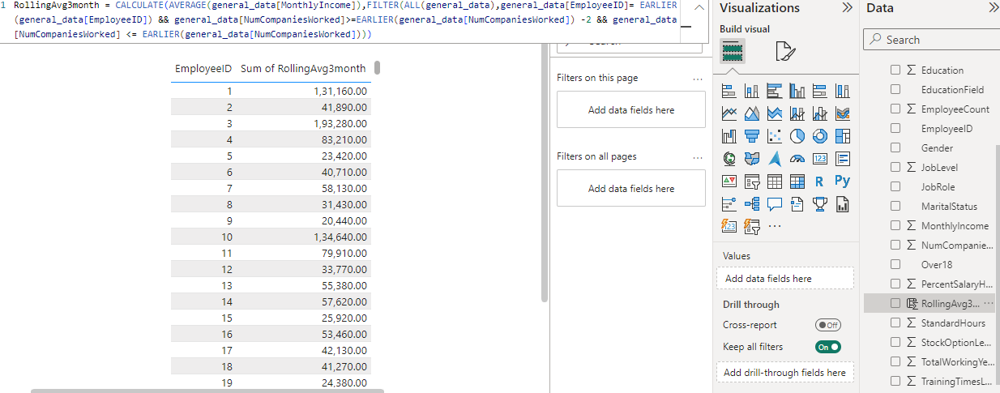 1 RollingAvg3month = CALCULATE(AVERAGE(general_data[MonthlyIncome]),FILTER(ALL(general_data),general_data[EmployeeID]= EARLIER
(general_data[EmployeeID]) && general_data[NumCompaniesWorked]>=EARLIER(general_data[NumCompaniesWorked]) -2 && general_data
[NumCompaniesWorked] <= EARLIER(general_data[NumCompaniesWorked])))
EmployeeID Sum of RollingAvg3month
1 1,31,160.00
2 41,890.00
3 1,93,280.00
4 83,210.00
5 23,420.00
6 40,710.00
7 58,130.00
8 31,430.00
9 20,440.00
10 1,34,640.00
11 79,910.00
12 33,770.00
13 55,380.00
14 57,620.00
15 25,920.00
16 53,460.00
17 42,130.00
18 41,270.00
19 24,380.00
Filters on this page ...
Add data fields here
Filters on all pages ...
Add data fields here
Visualizations
Build visual
123
R
Py
123
...
Values
Add data fields here
Drill through
Cross-report Off
Keep all filters On
Add drill-through fields here
Data
Search
Education
EducationField
EmployeeCount
EmployeeID
Gender
JobLevel
JobRole
MaritalStatus
MonthlyIncome
NumCompanie...
Over18
PercentSalaryH...
RollingAvg3... ...
StandardHours
StockOptionLe...
TotalWorkingYe...
TrainingTimesL...